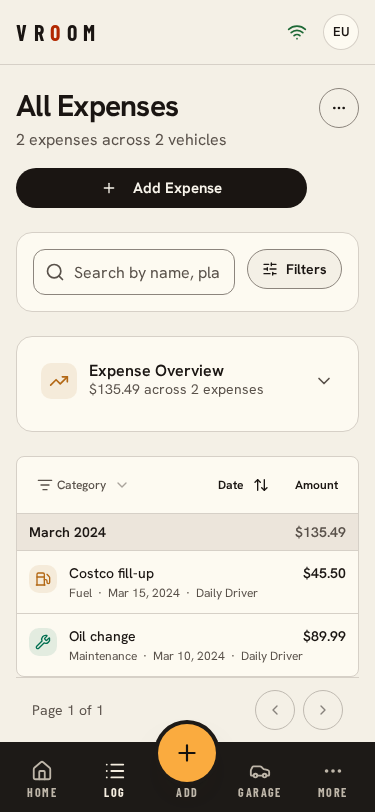 VROOM
EU
All Expenses
2 expenses across 2 vehicles
Add Expense
Search by name, pla
Filters
Expense Overview
$135.49 across 2 expenses
Category
Date
Amount
March 2024
$135.49
Costco fill-up
$45.50
Fuel · Mar 15, 2024 · Daily Driver
Oil change
$89.99
Maintenance · Mar 10, 2024 · Daily Driver
Page 1 of 1
HOME
LOG
ADD
GARAGE
MORE